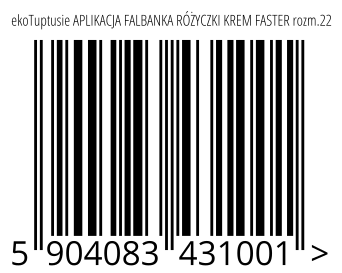 ekoTuptusie APLIKACJA FALBANKA RÓŻYCZKI KREM FASTER rozm.22
5 904083 431001 >